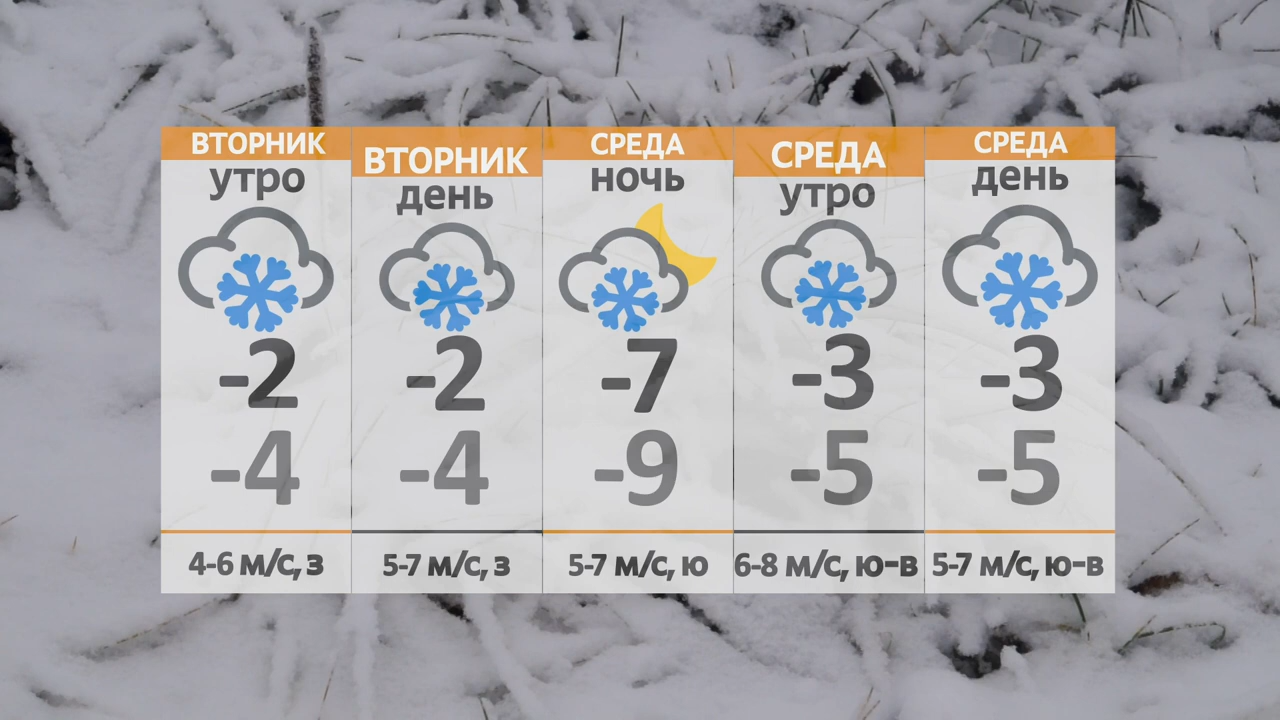 ВТОРНИК
утро
-2
-4
4-6 м/с, з
ВТОРНИК
день
-2
-4
5-7 м/с, з
СРЕДА
ночь
-7
-9
5-7 м/с, ю
СРЕДА
утро
-3
-5
6-8 м/с, ю-в
СРЕДА
день
-3
-5
5-7 м/с, ю-в